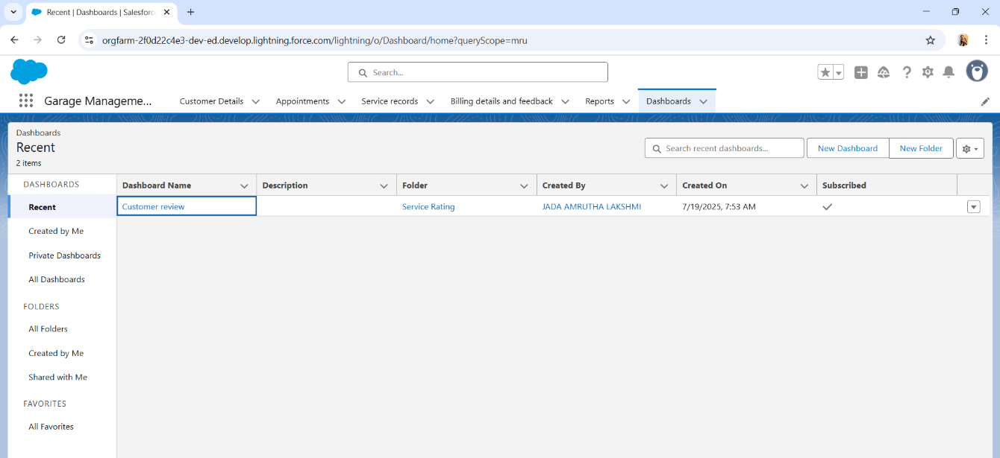 Recent | Dashboards | Salesforc
orgfarm-2f0d22c4e3-dev-ed.develop.lightning.force.com/lightning/o/Dashboard/home?queryScope=mru
Search...
Garage Manageme... Customer Details Appointments Service records Billing details and feedback Reports Dashboards
Dashboards
Recent
2 items
Search recent dashboards... New Dashboard New Folder
DASHBOARDS
Recent
Created by Me
Private Dashboards
All Dashboards
FOLDERS
All Folders
Created by Me
Shared with Me
FAVORITES
All Favorites
Dashboard Name Description Folder Created By Created On Subscribed
Customer review Service Rating JADA AMRUTHA LAKSHMI 7/19/2025, 7:53 AM